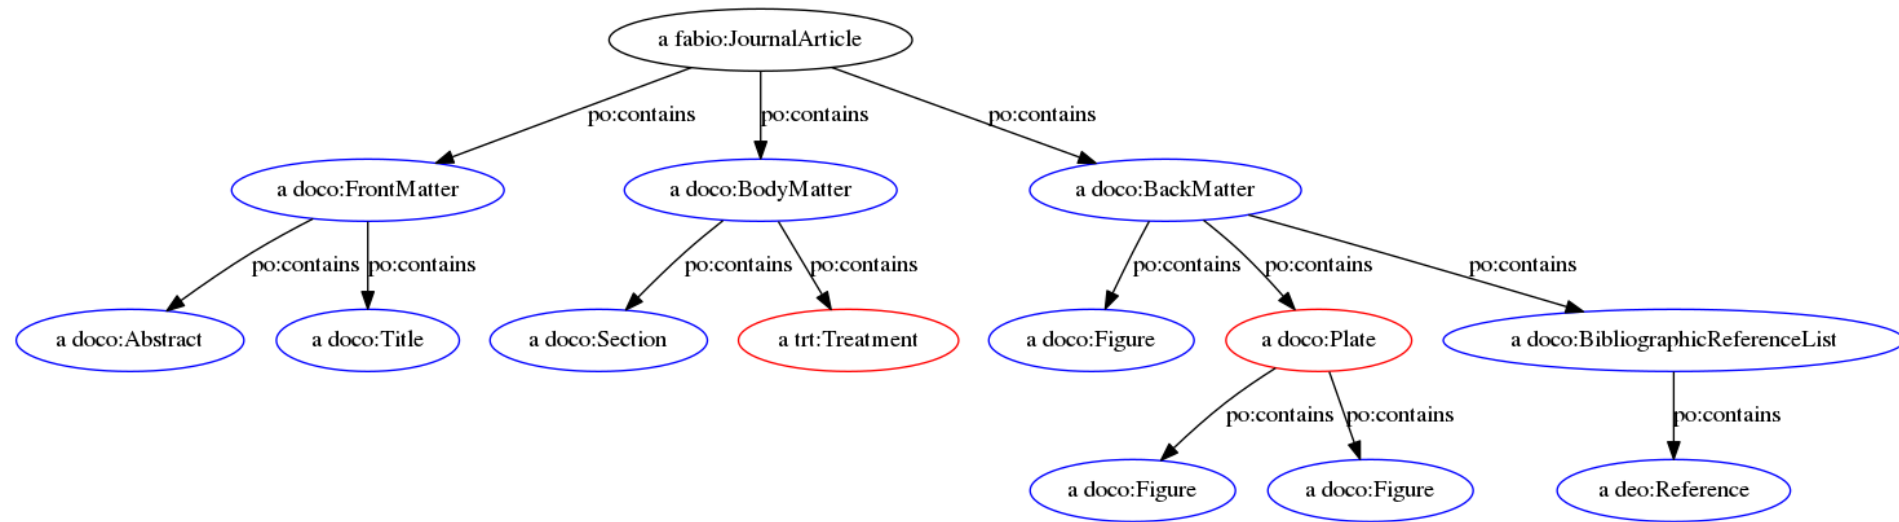 a fabio:JournalArticle
po:contains po:contains po:contains
a doco:FrontMatter a doco:BodyMatter a doco:BackMatter
po:contains po:contains po:contains po:contains po:contains po:contains po:contains
a doco:Abstract a doco:Title a doco:Section a trt:Treatment a doco:Figure a doco:Plate a doco:BibliographicReferenceList
po:contains po:contains po:contains
a doco:Figure a doco:Figure a deo:Reference